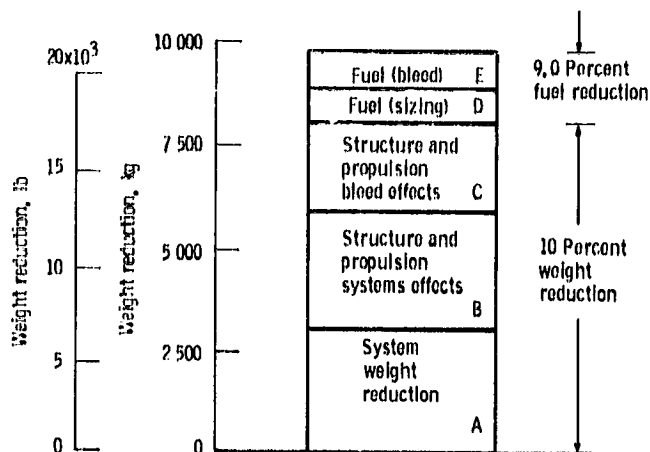 20x10³
15
10
5
0
Weight reduction, lb
10 000
7 500
5 000
2 500
0
Weight reduction, kg
Fuel (bleed) E
Fuel (sizing) D
Structure and
propulsion
bleed effects C
Structure and
propulsion
systems effects
B
System
weight
reduction
A
9.0 Percent
fuel reduction
10 Percent
weight
reduction